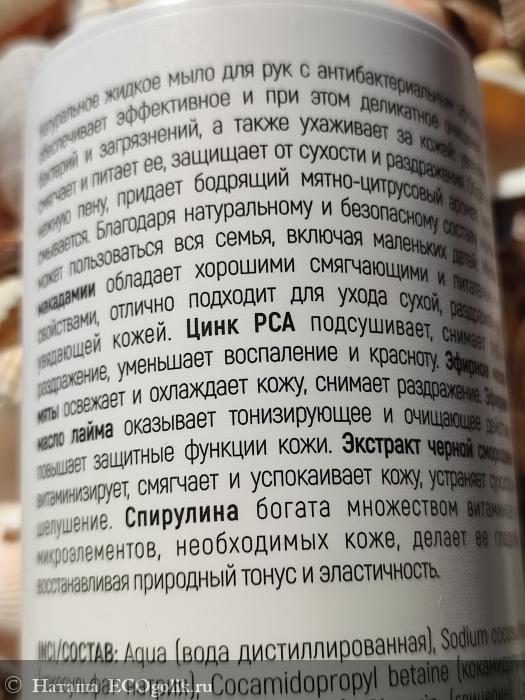 натуральное жидкое мыло для рук с антибактериальным
обеспечивает эффективное и при этом деликатное
бактерий и загрязнений, а также ухаживает за кожей:
смягчает и питает ее, защищает от сухости и раздражения.
нежную пену, придает бодрящий мятно-цитрусовый аромат,
смывается. Благодаря натуральному и безопасному составу
может пользоваться вся семья, включая маленьких детей.
макадамии обладает хорошими смягчающими и
свойствами, отлично подходит для ухода сухой,
увядающей кожей. Цинк PCA подсушивает, снимает
раздражение, уменьшает воспаление и красноту. Эфирное
мяты освежает и охлаждает кожу, снимает раздражение.
масло лайма оказывает тонизирующее и очищающее
повышает защитные функции кожи. Экстракт черной
витаминизирует, смягчает и успокаивает кожу, устраняет
шелушение. Спирулина богата множеством
микроэлементов, необходимых коже, делает ее
восстанавливая природный тонус и эластичность.
INCI/СОСТАВ: Aqua (вода дистиллированная), Sodium
Cocamidopropyl betaine
© Наташа ECOgolik.ru